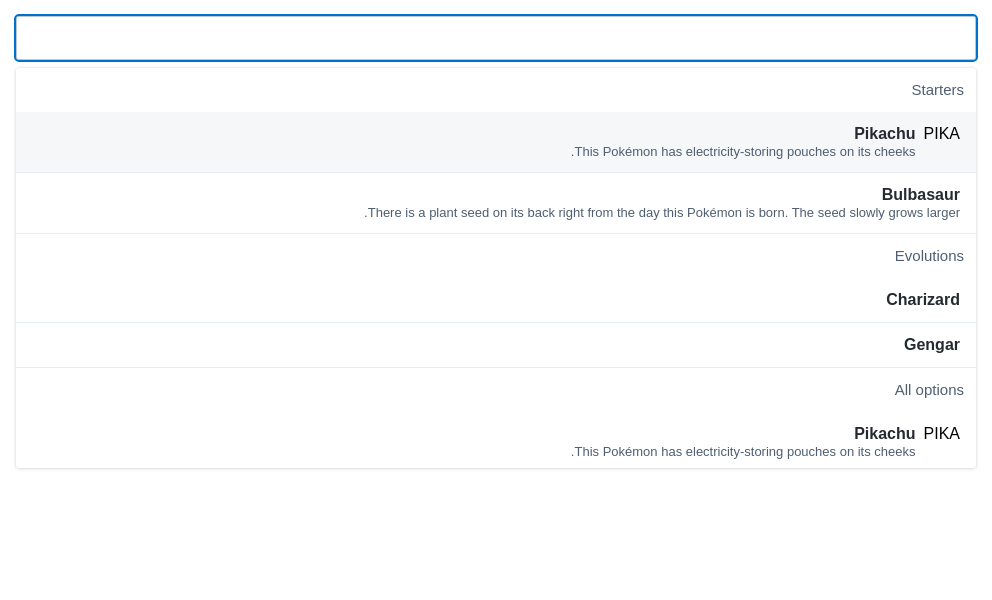 Starters
Pikachu PIKA
.This Pokémon has electricity-storing pouches on its cheeks
Bulbasaur
.There is a plant seed on its back right from the day this Pokémon is born. The seed slowly grows larger
Evolutions
Charizard
Gengar
All options
Pikachu PIKA
.This Pokémon has electricity-storing pouches on its cheeks